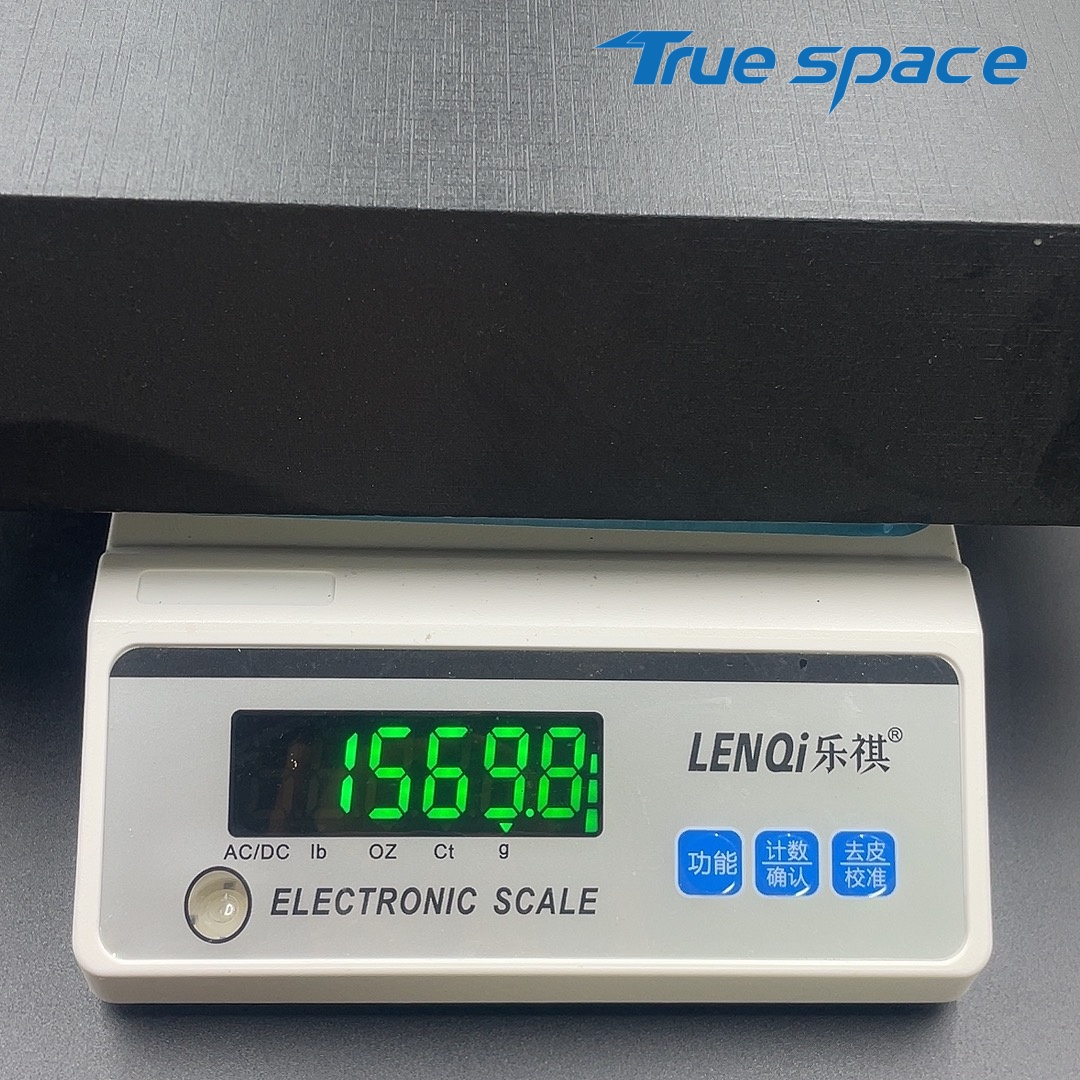 True space
1569.8
LENQi乐祺®
AC/DC lb OZ Ct g
功能 计数 去皮
确认 校准
ELECTRONIC SCALE